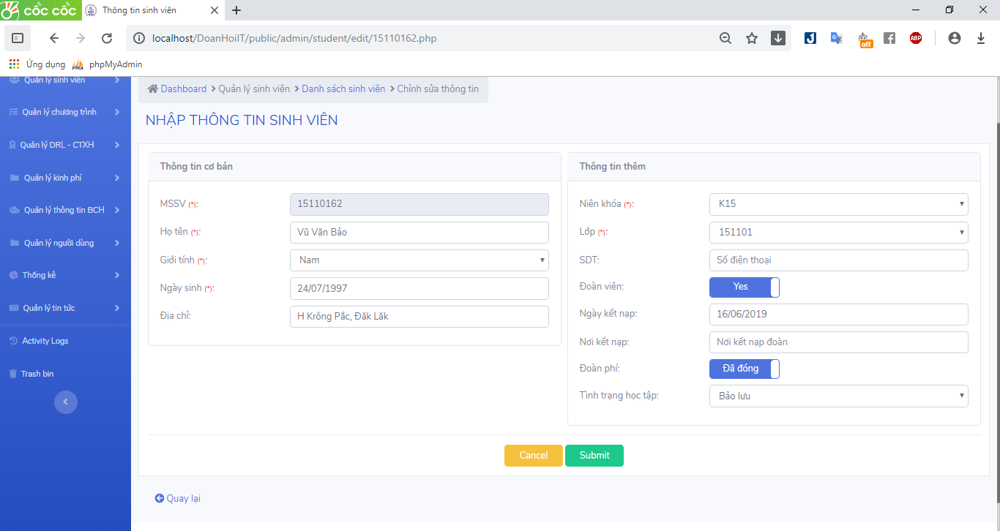 CỐC CỐC
Thông tin sinh viên
localhost/DoanHoiIT/public/admin/student/edit/15110162.php
off
ABP
Ứng dụng
PMA
phpMyAdmin
Quản lý sinh viên
Quản lý chương trình
Quản lý DRL - CTXH
Quản lý kinh phí
Quản lý thông tin BCH
Quản lý người dùng
Thống kê
Quản lý tin tức
Activity Logs
Trash bin
Dashboard > Quản lý sinh viên > Danh sách sinh viên > Chỉnh sửa thông tin
NHẬP THÔNG TIN SINH VIÊN
Thông tin cơ bản
MSSV (*): 15110162
Họ tên (*): Vũ Văn Bảo
Giới tính (*): Nam
Ngày sinh (*): 24/07/1997
Địa chỉ: H Krông Pắc, Đăk Lăk
Thông tin thêm
Niên khóa (*): K15
Lớp (*): 151101
SDT: Số điện thoại
Đoàn viên: Yes
Ngày kết nạp: 16/06/2019
Nơi kết nạp: Nơi kết nạp đoàn
Đoàn phí: Đã đóng
Tình trạng học tập: Bảo lưu
Cancel
Submit
Quay lại